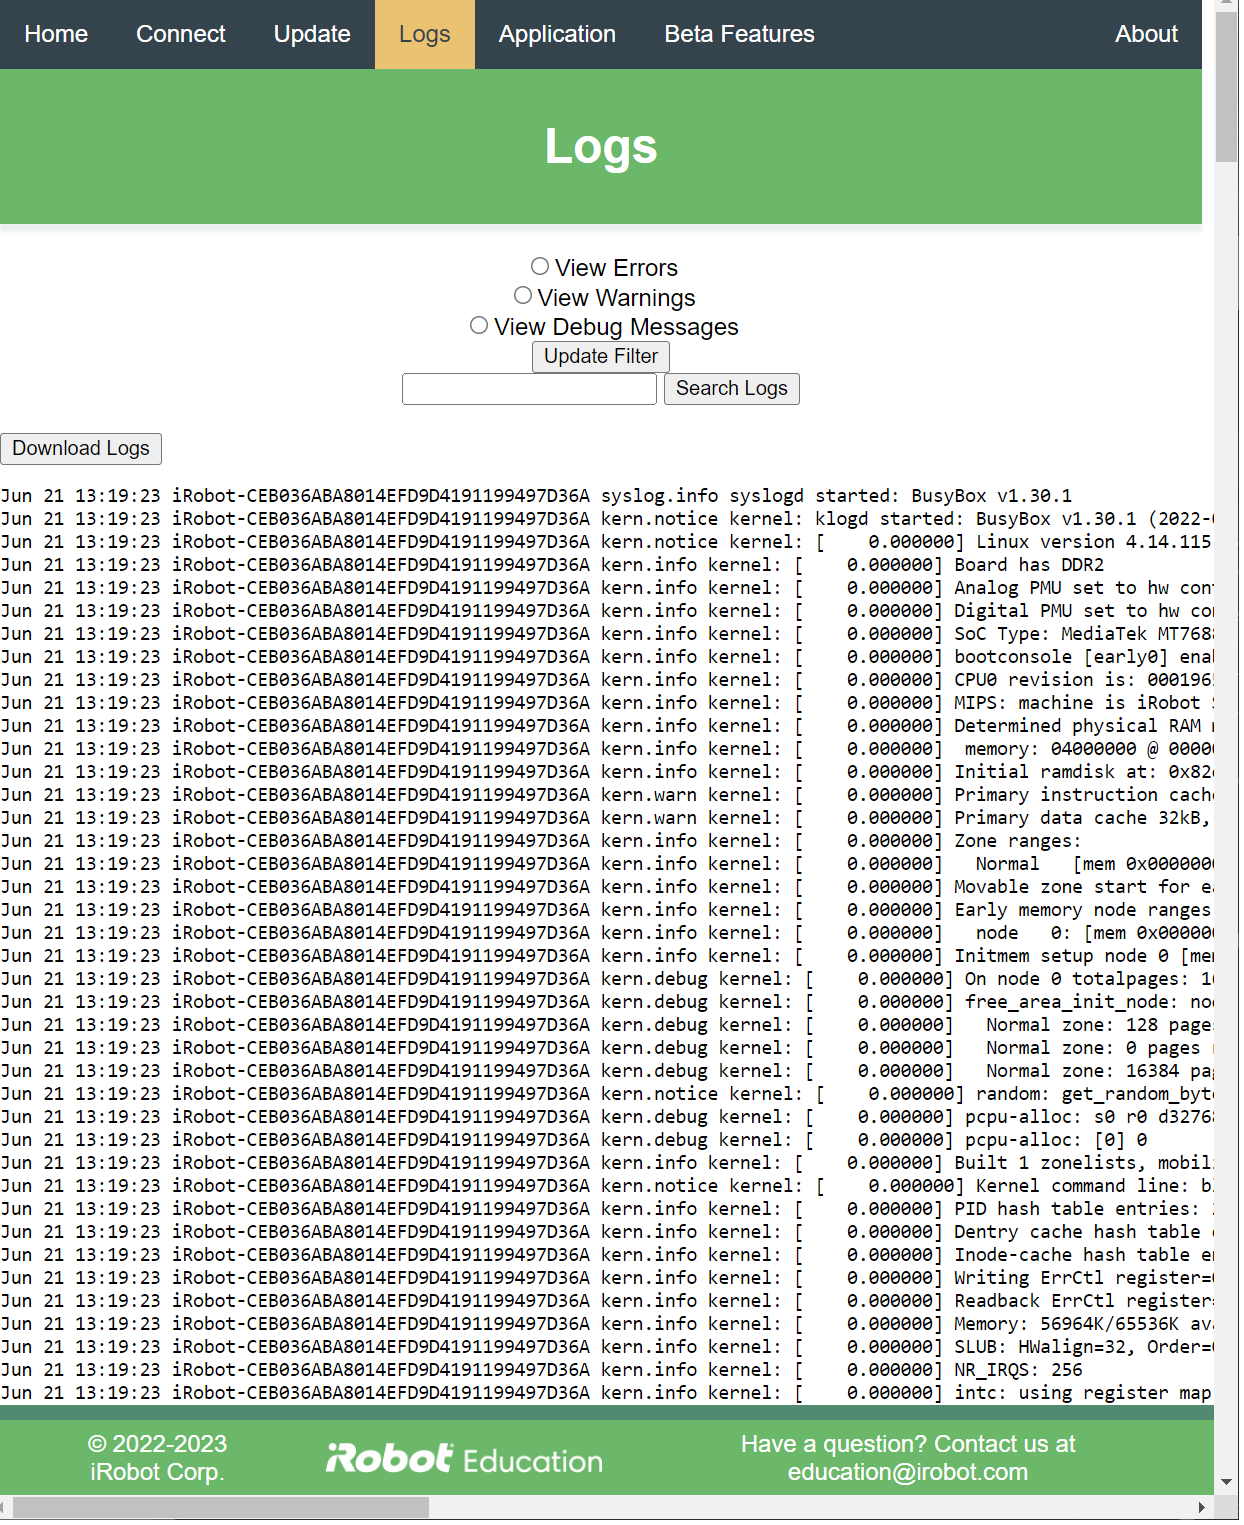 Home Connect Update Logs Application Beta Features About
Logs
View Errors
View Warnings
View Debug Messages
Update Filter
Search Logs
Download Logs
Jun 21 13:19:23 iRobot-CEB036ABA8014EFD9D4191199497D36A syslog.info syslogd started: BusyBox v1.30.1
Jun 21 13:19:23 iRobot-CEB036ABA8014EFD9D4191199497D36A kern.notice kernel: klogd started: BusyBox v1.30.1 (2022-
Jun 21 13:19:23 iRobot-CEB036ABA8014EFD9D4191199497D36A kern.notice kernel: [    0.000000] Linux version 4.14.115
Jun 21 13:19:23 iRobot-CEB036ABA8014EFD9D4191199497D36A kern.info kernel: [    0.000000] Board has DDR2
Jun 21 13:19:23 iRobot-CEB036ABA8014EFD9D4191199497D36A kern.info kernel: [    0.000000] Analog PMU set to hw con
Jun 21 13:19:23 iRobot-CEB036ABA8014EFD9D4191199497D36A kern.info kernel: [    0.000000] Digital PMU set to hw co
Jun 21 13:19:23 iRobot-CEB036ABA8014EFD9D4191199497D36A kern.info kernel: [    0.000000] SoC Type: MediaTek MT768
Jun 21 13:19:23 iRobot-CEB036ABA8014EFD9D4191199497D36A kern.info kernel: [    0.000000] bootconsole [early0] ena
Jun 21 13:19:23 iRobot-CEB036ABA8014EFD9D4191199497D36A kern.info kernel: [    0.000000] CPU0 revision is: 000196
Jun 21 13:19:23 iRobot-CEB036ABA8014EFD9D4191199497D36A kern.info kernel: [    0.000000] MIPS: machine is iRobot
Jun 21 13:19:23 iRobot-CEB036ABA8014EFD9D4191199497D36A kern.info kernel: [    0.000000] Determined physical RAM
Jun 21 13:19:23 iRobot-CEB036ABA8014EFD9D4191199497D36A kern.info kernel: [    0.000000]  memory: 04000000 @ 0000
Jun 21 13:19:23 iRobot-CEB036ABA8014EFD9D4191199497D36A kern.info kernel: [    0.000000] Initial ramdisk at: 0x82
Jun 21 13:19:23 iRobot-CEB036ABA8014EFD9D4191199497D36A kern.warn kernel: [    0.000000] Primary instruction cach
Jun 21 13:19:23 iRobot-CEB036ABA8014EFD9D4191199497D36A kern.warn kernel: [    0.000000] Primary data cache 32kB,
Jun 21 13:19:23 iRobot-CEB036ABA8014EFD9D4191199497D36A kern.info kernel: [    0.000000] Zone ranges:
Jun 21 13:19:23 iRobot-CEB036ABA8014EFD9D4191199497D36A kern.info kernel: [    0.000000]   Normal   [mem 0x000000
Jun 21 13:19:23 iRobot-CEB036ABA8014EFD9D4191199497D36A kern.info kernel: [    0.000000] Movable zone start for e
Jun 21 13:19:23 iRobot-CEB036ABA8014EFD9D4191199497D36A kern.info kernel: [    0.000000] Early memory node ranges
Jun 21 13:19:23 iRobot-CEB036ABA8014EFD9D4191199497D36A kern.info kernel: [    0.000000]   node   0: [mem 0x000000
Jun 21 13:19:23 iRobot-CEB036ABA8014EFD9D4191199497D36A kern.info kernel: [    0.000000] Initmem setup node 0 [me
Jun 21 13:19:23 iRobot-CEB036ABA8014EFD9D4191199497D36A kern.debug kernel: [    0.000000] On node 0 totalpages: 1
Jun 21 13:19:23 iRobot-CEB036ABA8014EFD9D4191199497D36A kern.debug kernel: [    0.000000] free_area_init_node: no
Jun 21 13:19:23 iRobot-CEB036ABA8014EFD9D4191199497D36A kern.debug kernel: [    0.000000]   Normal zone: 128 page
Jun 21 13:19:23 iRobot-CEB036ABA8014EFD9D4191199497D36A kern.debug kernel: [    0.000000]   Normal zone: 0 pages
Jun 21 13:19:23 iRobot-CEB036ABA8014EFD9D4191199497D36A kern.debug kernel: [    0.000000]   Normal zone: 16384 pa
Jun 21 13:19:23 iRobot-CEB036ABA8014EFD9D4191199497D36A kern.notice kernel: [    0.000000] random: get_random_byt
Jun 21 13:19:23 iRobot-CEB036ABA8014EFD9D4191199497D36A kern.debug kernel: [    0.000000] pcpu-alloc: s0 r0 d3276
Jun 21 13:19:23 iRobot-CEB036ABA8014EFD9D4191199497D36A kern.debug kernel: [    0.000000] pcpu-alloc: [0] 0
Jun 21 13:19:23 iRobot-CEB036ABA8014EFD9D4191199497D36A kern.info kernel: [    0.000000] Built 1 zonelists, mobil
Jun 21 13:19:23 iRobot-CEB036ABA8014EFD9D4191199497D36A kern.notice kernel: [    0.000000] Kernel command line: b
Jun 21 13:19:23 iRobot-CEB036ABA8014EFD9D4191199497D36A kern.info kernel: [    0.000000] PID hash table entries:
Jun 21 13:19:23 iRobot-CEB036ABA8014EFD9D4191199497D36A kern.info kernel: [    0.000000] Dentry cache hash table
Jun 21 13:19:23 iRobot-CEB036ABA8014EFD9D4191199497D36A kern.info kernel: [    0.000000] Inode-cache hash table e
Jun 21 13:19:23 iRobot-CEB036ABA8014EFD9D4191199497D36A kern.info kernel: [    0.000000] Writing ErrCtl register=
Jun 21 13:19:23 iRobot-CEB036ABA8014EFD9D4191199497D36A kern.info kernel: [    0.000000] Readback ErrCtl register
Jun 21 13:19:23 iRobot-CEB036ABA8014EFD9D4191199497D36A kern.info kernel: [    0.000000] Memory: 56964K/65536K av
Jun 21 13:19:23 iRobot-CEB036ABA8014EFD9D4191199497D36A kern.info kernel: [    0.000000] SLUB: HWalign=32, Order=
Jun 21 13:19:23 iRobot-CEB036ABA8014EFD9D4191199497D36A kern.info kernel: [    0.000000] NR_IRQS: 256
Jun 21 13:19:23 iRobot-CEB036ABA8014EFD9D4191199497D36A kern.info kernel: [    0.000000] intc: using register map
© 2022-2023
iRobot Corp.
iRobot Education
Have a question? Contact us at
education@irobot.com